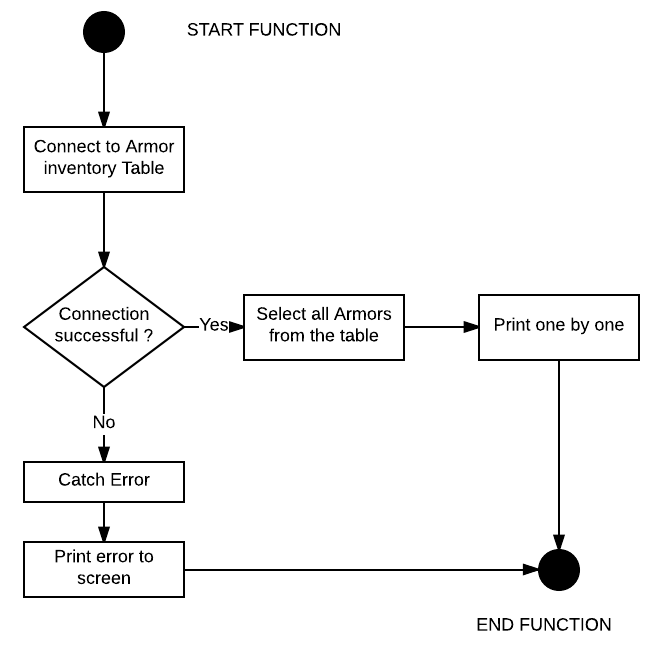 START FUNCTION
Connect to Armor
inventory Table
Connection
successful ?
Yes
Select all Armors
from the table
Print one by one
No
Catch Error
Print error to
screen
END FUNCTION